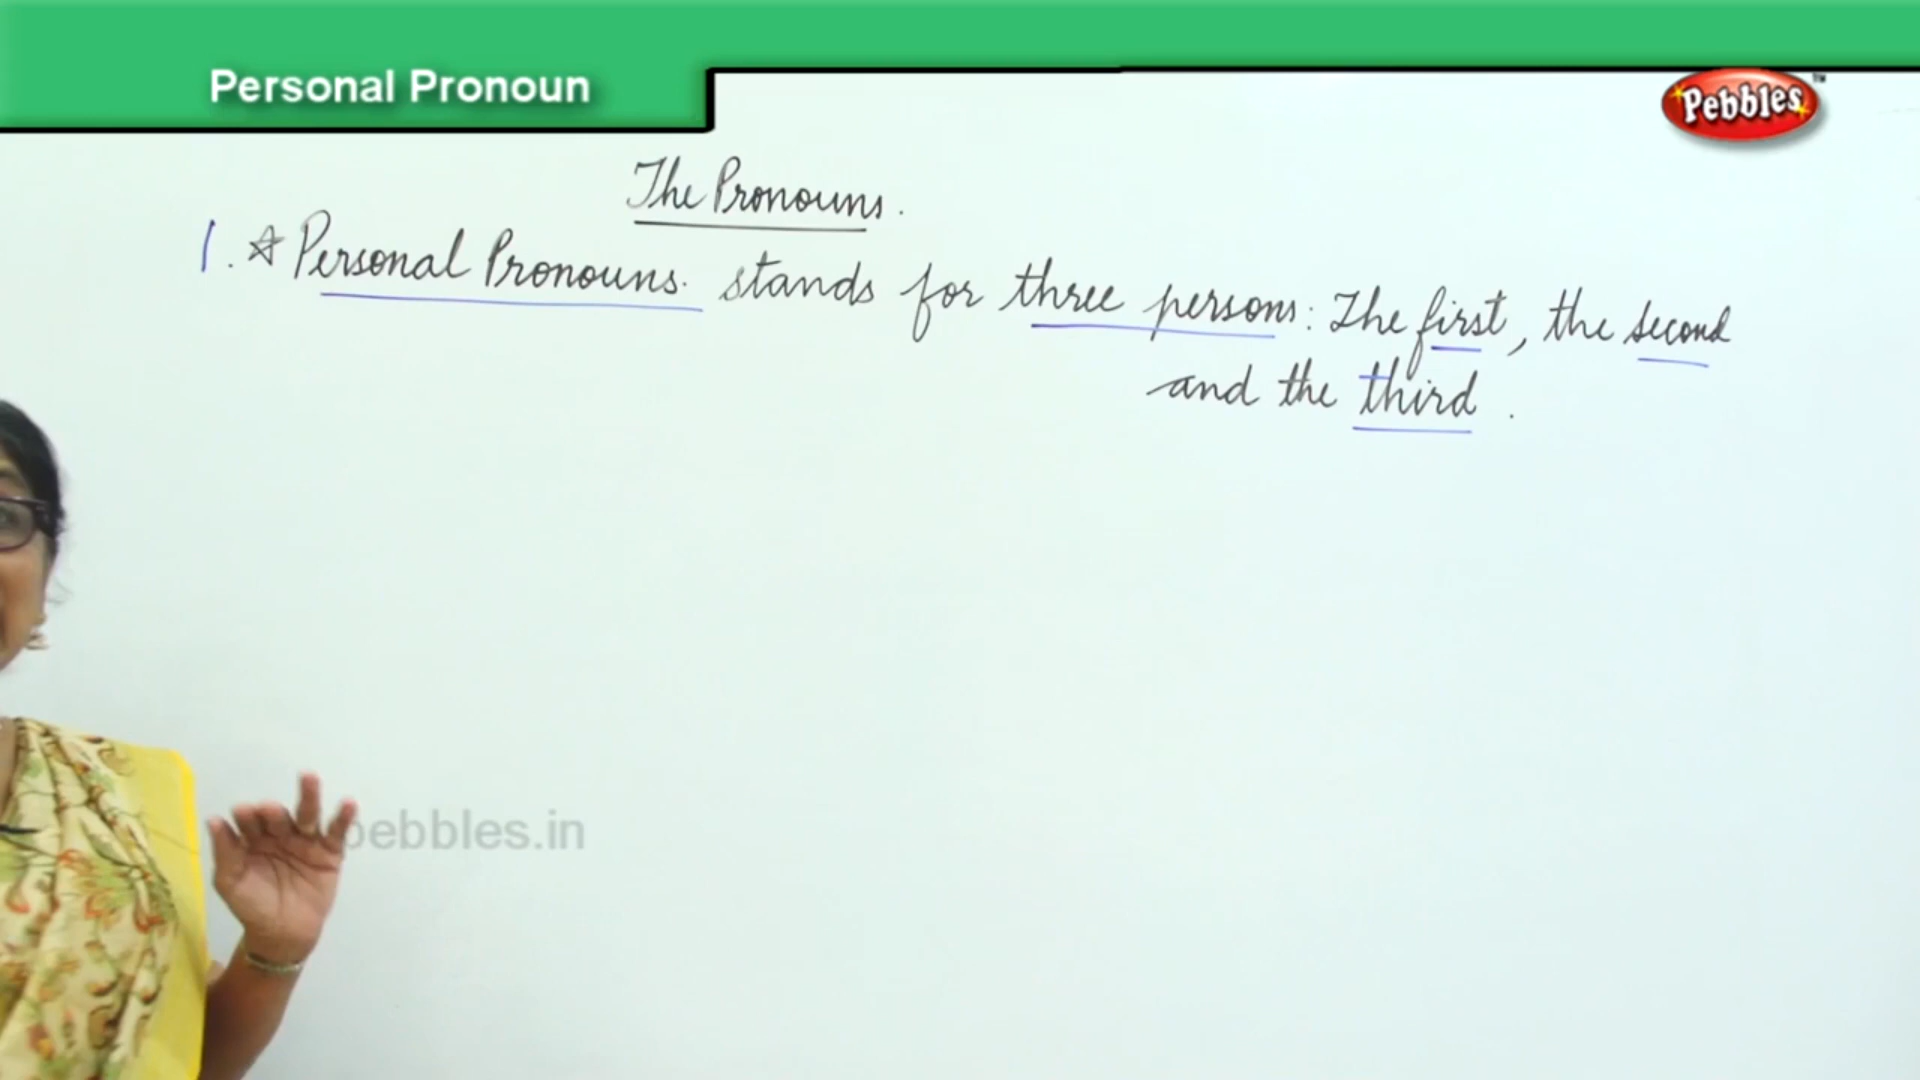 Personal Pronoun
Pebbles™
The Pronouns.
1. ☆ Personal Pronouns. stands for three persons: The first, the second
and the third.
pebbles.in